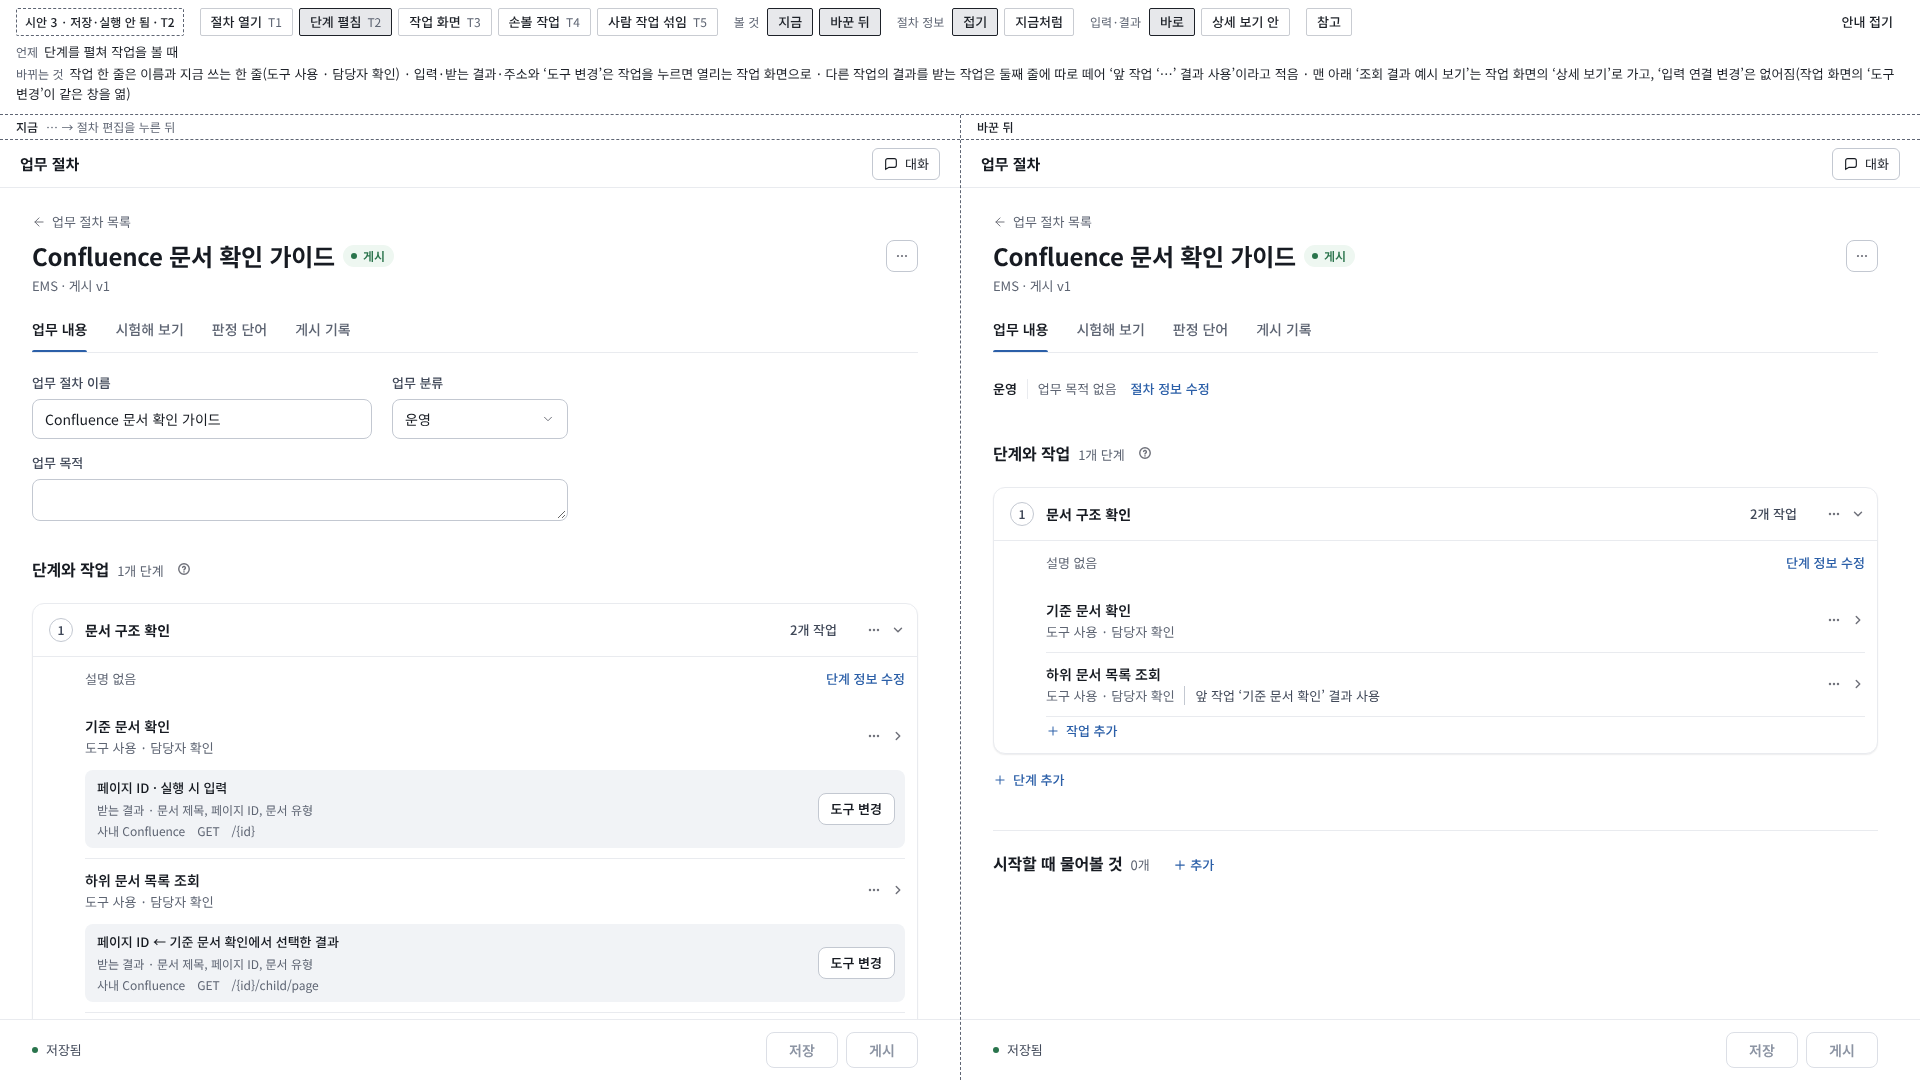 시안 3 · 저장·실행 안 됨 · T2 절차 열기 T1 단계 펼침 T2 작업 화면 T3 손볼 작업 T4 사람 작업 섞임 T5 볼 것 지금 바꾼 뒤 절차 정보 접기 지금처럼 입력·결과 바로 상세 보기 안 참고 안내 접기
언제 단계를 펼쳐 작업을 볼 때
바뀌는 것 작업 한 줄은 이름과 지금 쓰는 한 줄(도구 사용 · 담당자 확인) · 입력·받는 결과·주소와 ‘도구 변경’은 작업을 누르면 열리는 작업 화면으로 · 다른 작업의 결과를 받는 작업은 둘째 줄에 따로 떼어 ‘앞 작업 ‘…’ 결과 사용’이라고 적음 · 맨 아래 ‘조회 결과 예시 보기’는 작업 화면의 ‘상세 보기’로 가고, ‘입력 연결 변경’은 없어짐(작업 화면의 ‘도구
변경’이 같은 창을 엶)
지금 ··· → 절차 편집을 누른 뒤
업무 절차
대화
← 업무 절차 목록
Confluence 문서 확인 가이드 게시
EMS · 게시 v1
업무 내용 시험해 보기 판정 단어 게시 기록
업무 절차 이름 업무 분류
Confluence 문서 확인 가이드 운영
업무 목적
단계와 작업 1개 단계
1 문서 구조 확인 2개 작업
설명 없음 단계 정보 수정
기준 문서 확인
도구 사용 · 담당자 확인
페이지 ID · 실행 시 입력
받는 결과 · 문서 제목, 페이지 ID, 문서 유형
사내 Confluence GET /{id}
도구 변경
하위 문서 목록 조회
도구 사용 · 담당자 확인
페이지 ID ← 기준 문서 확인에서 선택한 결과
받는 결과 · 문서 제목, 페이지 ID, 문서 유형
사내 Confluence GET /{id}/child/page
도구 변경
저장됨 저장 게시
바꾼 뒤
업무 절차
대화
← 업무 절차 목록
Confluence 문서 확인 가이드 게시
EMS · 게시 v1
업무 내용 시험해 보기 판정 단어 게시 기록
운영 업무 목적 없음 절차 정보 수정
단계와 작업 1개 단계
1 문서 구조 확인 2개 작업
설명 없음 단계 정보 수정
기준 문서 확인
도구 사용 · 담당자 확인
하위 문서 목록 조회
도구 사용 · 담당자 확인 앞 작업 ‘기준 문서 확인’ 결과 사용
+ 작업 추가
+ 단계 추가
시작할 때 물어볼 것 0개 + 추가
저장됨 저장 게시